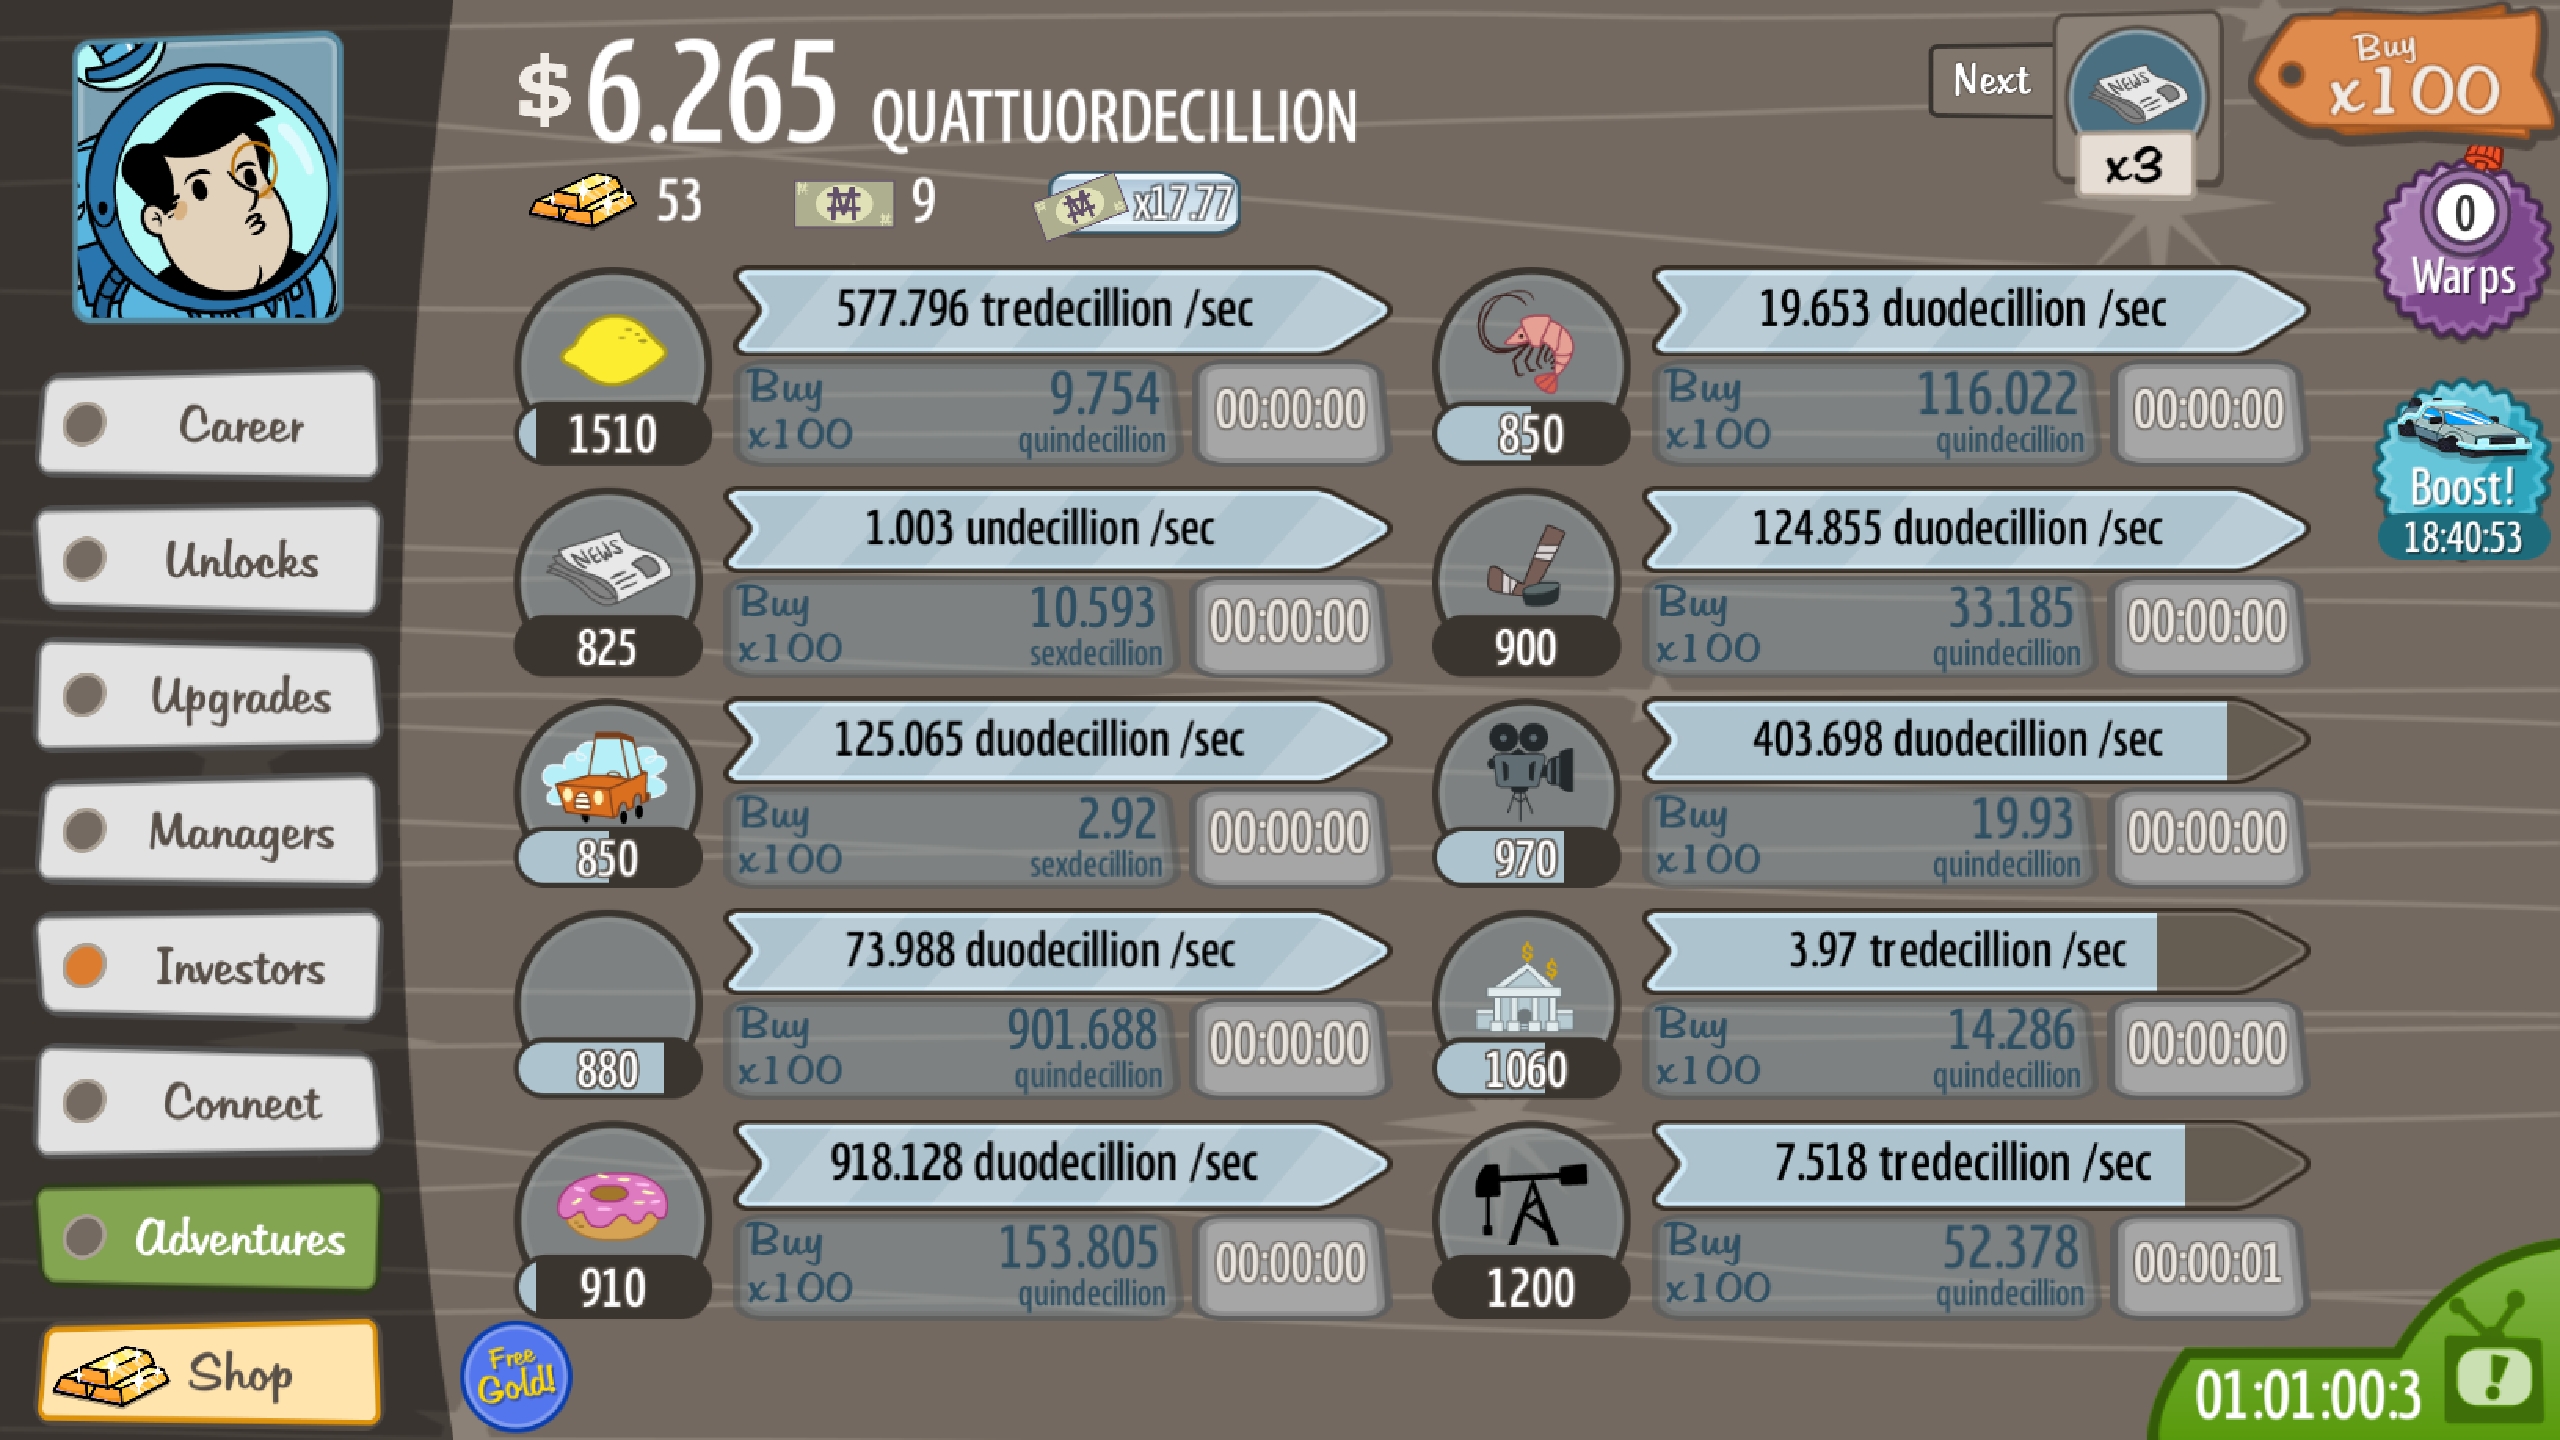 $6.265 QUATTUORDECILLION
53
9
x17.77
Next
x3
Buy
x100
0
Warps
Boost!
18:40:53
Career
Unlocks
Upgrades
Managers
Investors
Connect
Adventures
Shop
577.796 tredecillion /sec
1510
Buy
x100
9.754
quindecillion
00:00:00
19.653 duodecillion /sec
850
Buy
x100
116.022
quindecillion
00:00:00
1.003 undecillion /sec
NEWS
825
Buy
x100
10.593
sexdecillion
00:00:00
124.855 duodecillion /sec
900
Buy
x100
33.185
quindecillion
00:00:00
125.065 duodecillion /sec
850
Buy
x100
2.92
sexdecillion
00:00:00
403.698 duodecillion /sec
970
Buy
x100
19.93
quindecillion
00:00:00
73.988 duodecillion /sec
880
Buy
x100
901.688
quindecillion
00:00:00
3.97 tredecillion /sec
1060
Buy
x100
14.286
quindecillion
00:00:00
918.128 duodecillion /sec
910
Buy
x100
153.805
quindecillion
00:00:00
7.518 tredecillion /sec
1200
Buy
x100
52.378
quindecillion
00:00:01
Free
Gold!
01:01:00:3
!
NEWS